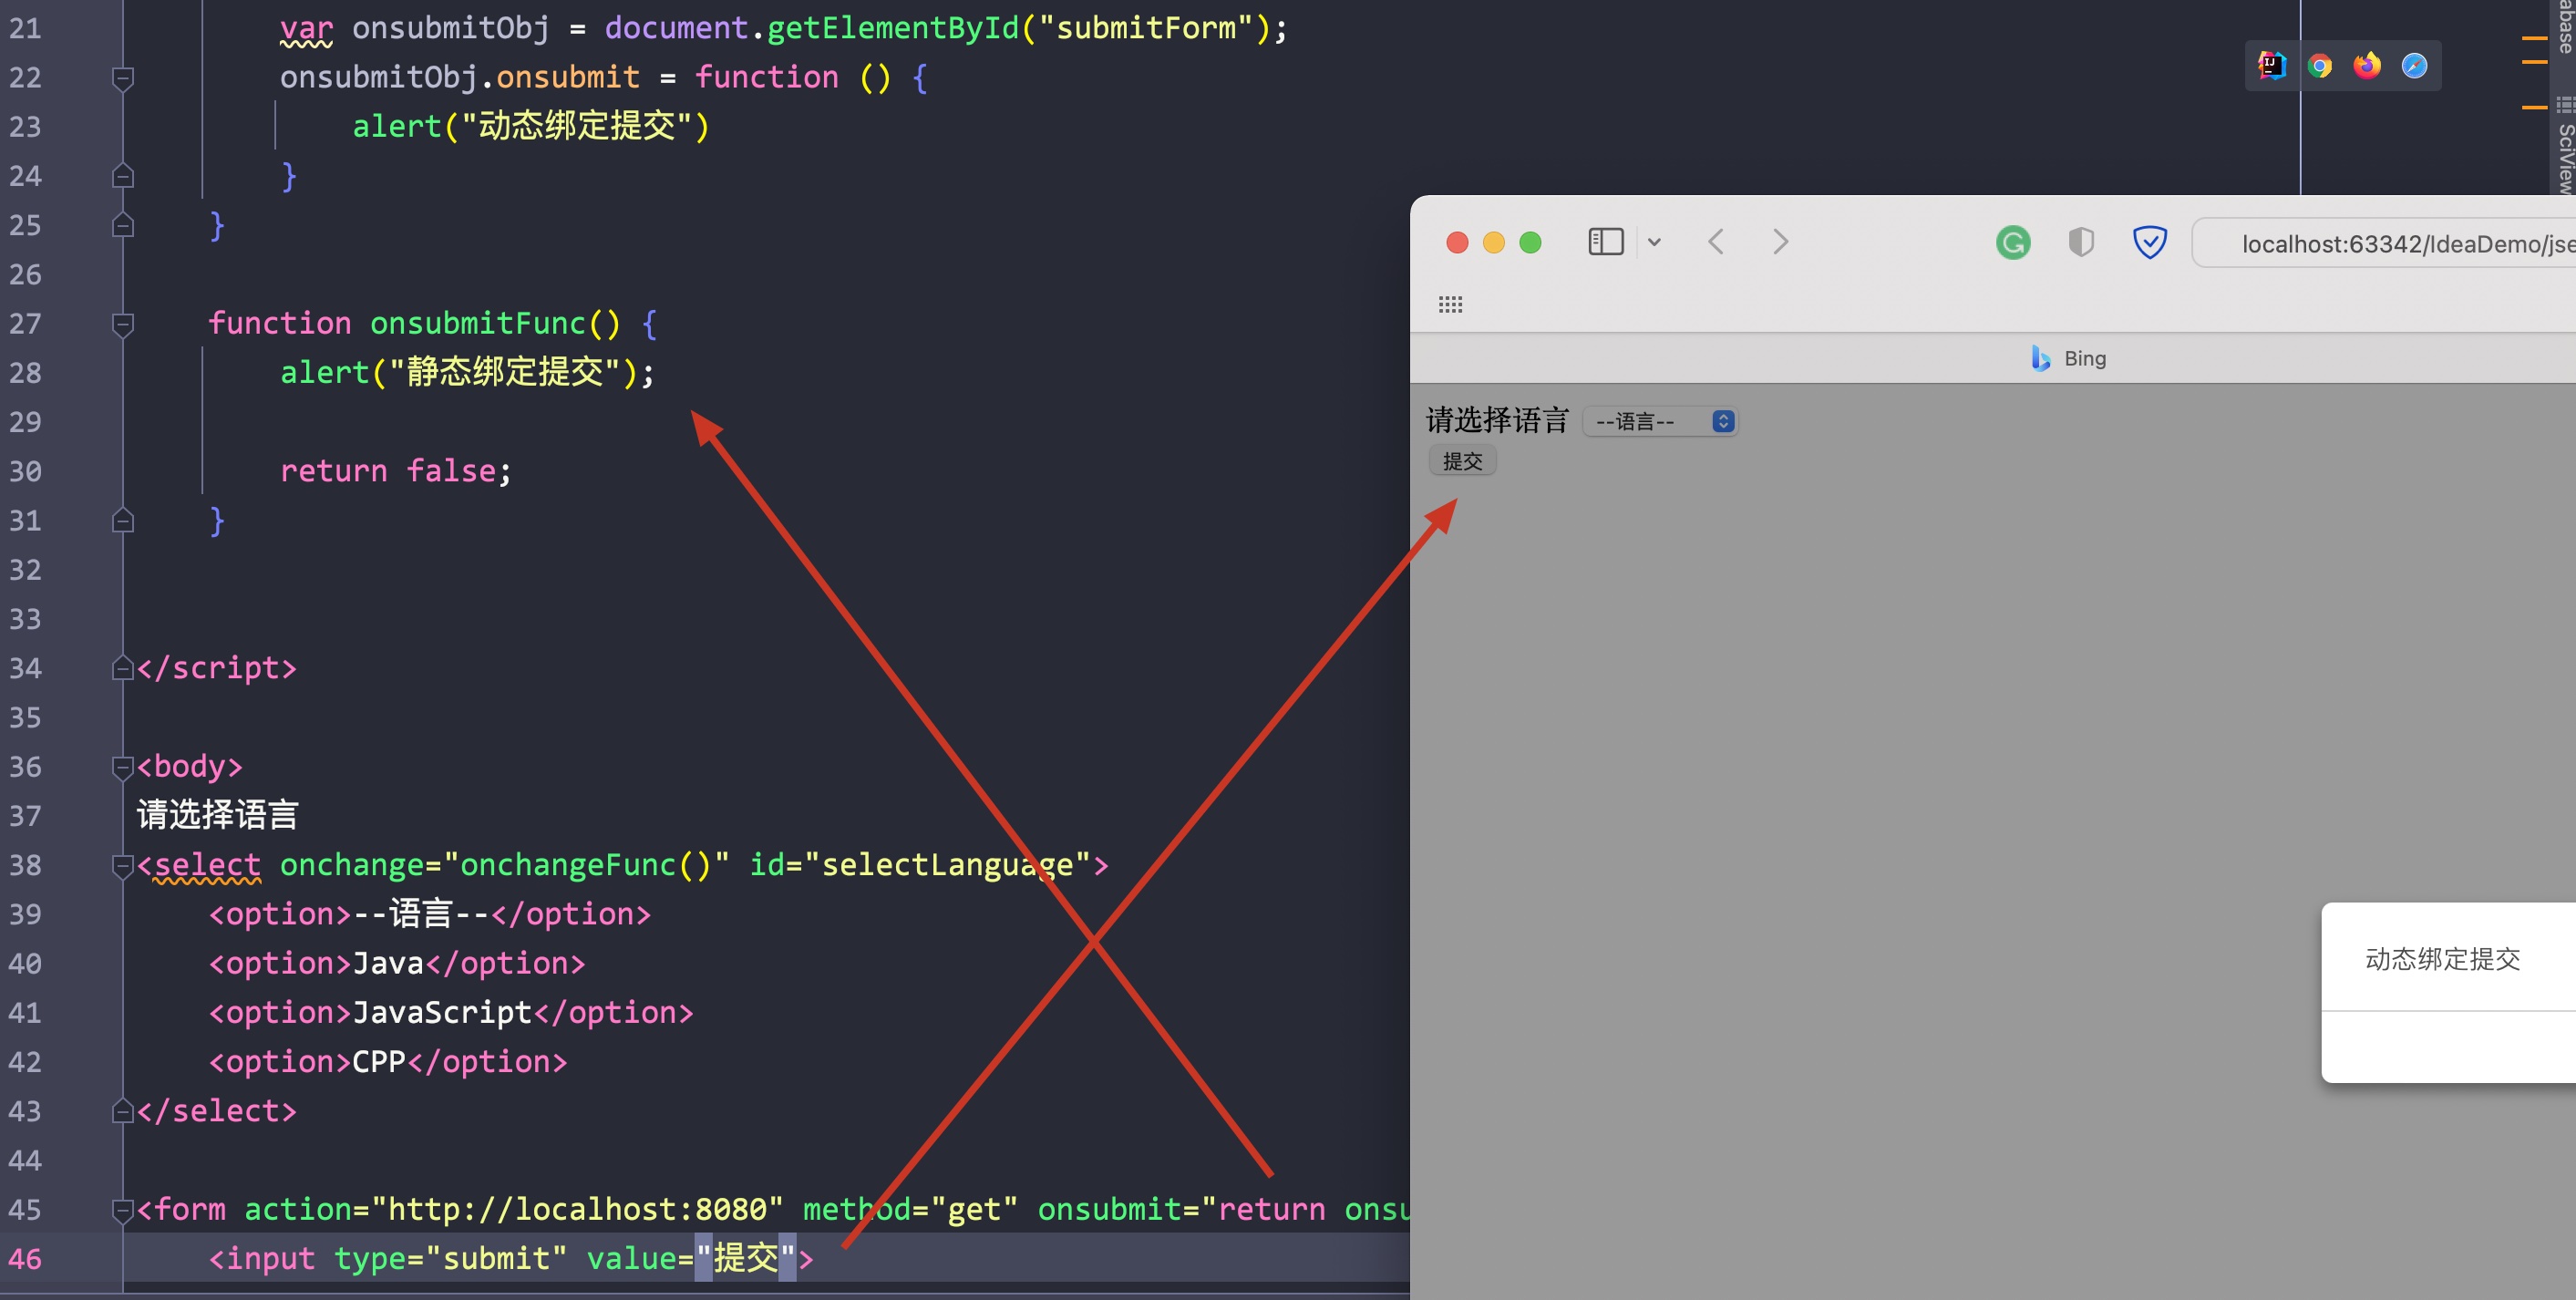 21 var onsubmitObj = document.getElementById("submitForm");
22 onsubmitObj.onsubmit = function () {
23 alert("动态绑定提交")
24 }
25 }
26
27 function onsubmitFunc() {
28 alert("静态绑定提交");
29
30 return false;
31 }
32
33
34 </script>
35
36 <body>
37 请选择语言
38 <select onchange="onchangeFunc()" id="selectLanguage">
39 <option>--语言--</option>
40 <option>Java</option>
41 <option>JavaScript</option>
42 <option>CPP</option>
43 </select>
44
45 <form action="http://localhost:8080" method="get" onsubmit="return onsu
46 <input type="submit" value="提交">
abase
SciView
localhost:63342/IdeaDemo/jse
Bing
请选择语言 --语言--
提交
动态绑定提交